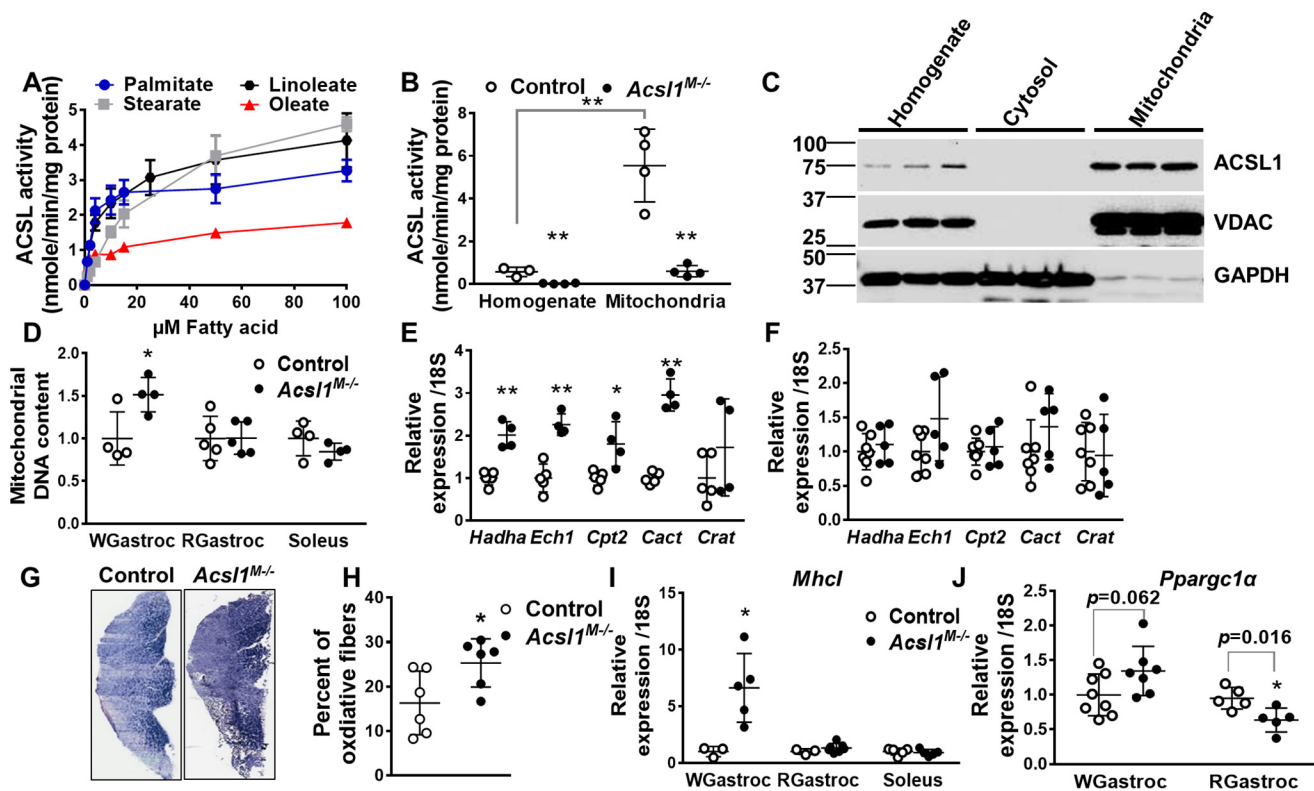 A
Palmitate
Linoleate
Stearate
Oleate
ACSL activity
(nmole/min/mg protein)
5
4
3
2
1
0
0 20 40 60 80 100
µM Fatty acid
B
Control Acsl1M-/-
**
ACSL activity
(nmole/min/mg protein)
8
6
4
2
0
** **
Homogenate Mitochondria
C
Homogenate
Cytosol
Mitochondria
100
75
ACSL1
37
25
VDAC
50
37
GAPDH
D
Control
Acsl1M-/-
*
Mitochondrial
DNA content
2.0
1.5
1.0
0.5
0.0
WGastroc RGastroc Soleus
E
Relative
expression /18S
4
3
2
1
0
** ** * **
Hadha Ech1 Cpt2 Cact Crat
F
Relative
expression /18S
2.5
2.0
1.5
1.0
0.5
0.0
Hadha Ech1 Cpt2 Cact Crat
G
Control Acsl1M-/-
H
Control
Acsl1M-/-
*
Percent of
oxdiative fibers
40
30
20
10
0
I
Mhcl
Control
Acsl1M-/-
*
Relative
expression /18S
15
10
5
0
WGastroc RGastroc Soleus
J
Ppargc1α
p=0.062
p=0.016
*
Relative
expression /18S
2.5
2.0
1.5
1.0
0.5
0.0
WGastroc RGastroc